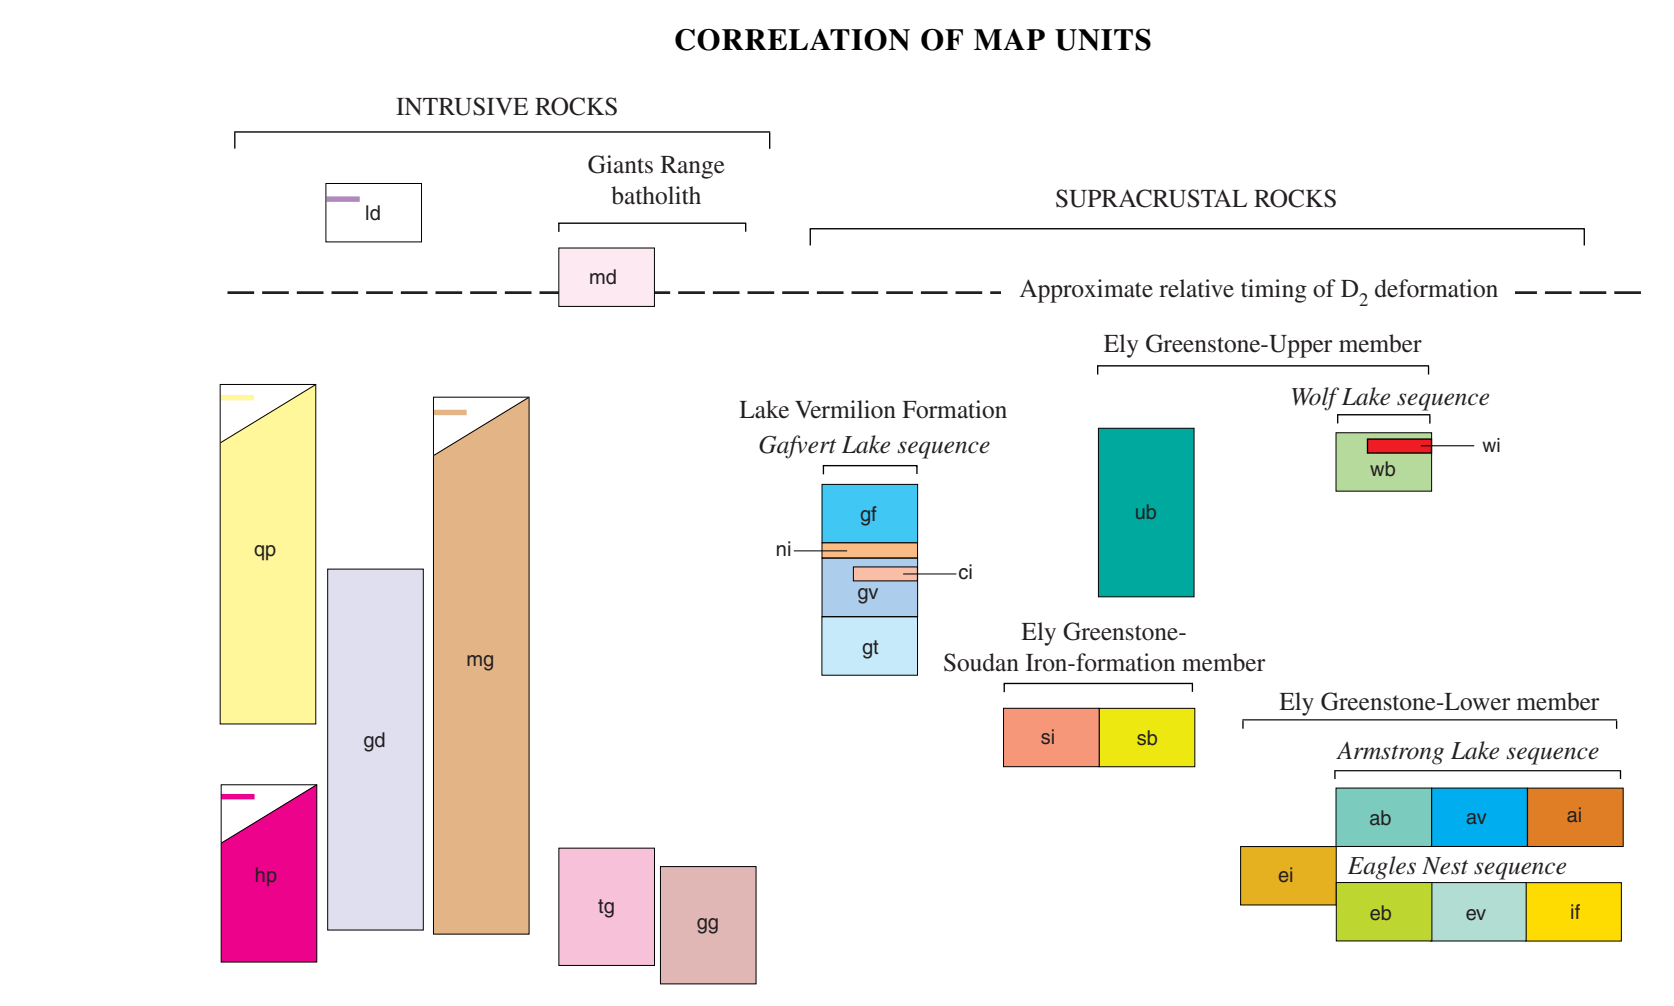 CORRELATION OF MAP UNITS
INTRUSIVE ROCKS
Giants Range
batholith
ld
md
SUPRACRUSTAL ROCKS
Approximate relative timing of D2 deformation
Ely Greenstone-Upper member
Wolf Lake sequence
wi
wb
ub
Lake Vermilion Formation
Gafvert Lake sequence
gf
ni
ci
gv
gt
qp
gd
mg
hp
tg
gg
Ely Greenstone-
Soudan Iron-formation member
si
sb
Ely Greenstone-Lower member
Armstrong Lake sequence
ab
av
ai
ei
Eagles Nest sequence
eb
ev
if